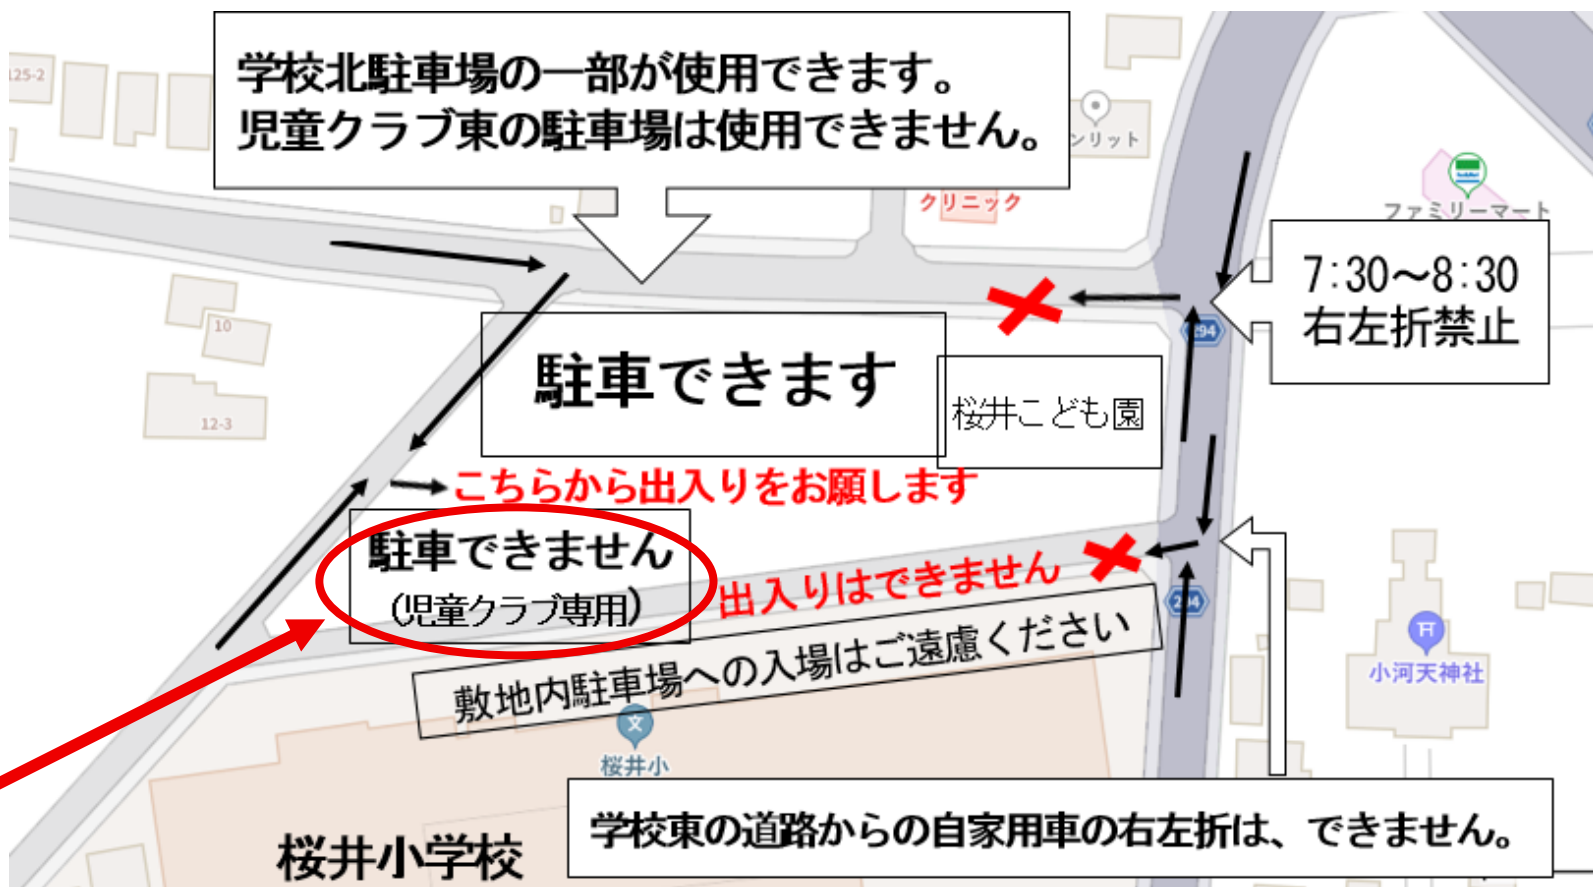 学校北駐車場の一部が使用できます。
児童クラブ東の駐車場は使用できません。
125-2
ンリット
クリニック
ファミリーマート
7:30～8:30
右左折禁止
294
10
12-3
駐車できます
桜井こども園
こちらから出入りをお願します
駐車できません
(児童クラブ専用)
出入りはできません
294
敷地内駐車場への入場はご遠慮ください
小河天神社
文
桜井小
桜井小学校
学校東の道路からの自家用車の右左折は、できません。